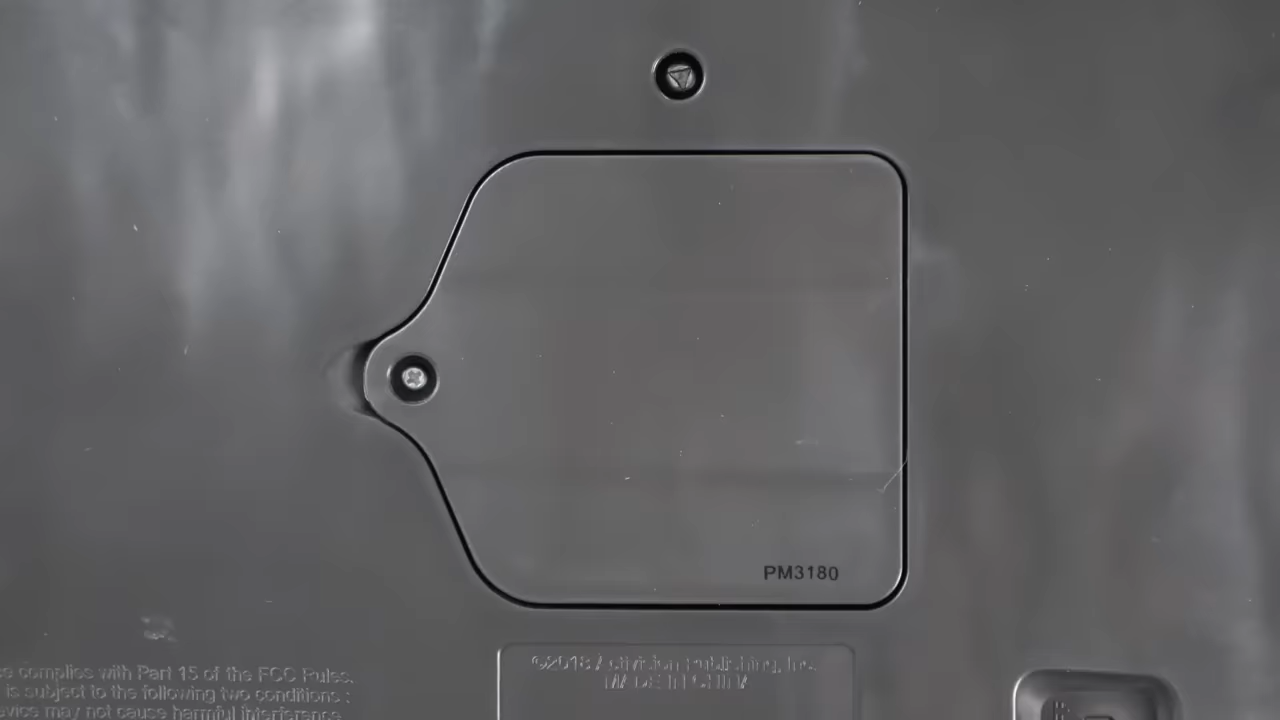 PM3180
©2018 Activision Publishing, Inc.
MADE IN CHINA
complies with Part 15 of the FCC Rules.
is subject to the following two conditions :
may not cause harmful interference